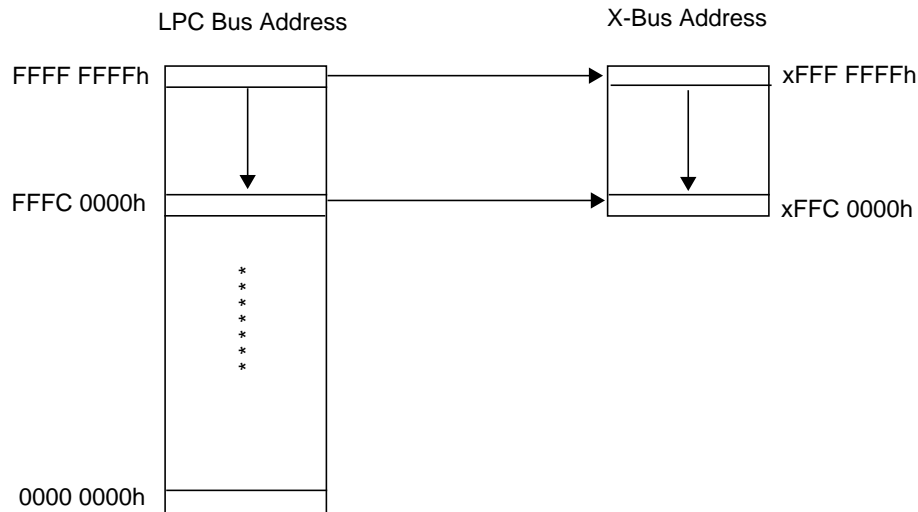 LPC Bus Address
X-Bus Address
FFFF FFFFh
xFFF FFFFh
FFFC 0000h
xFFC 0000h
*
*
*
*
*
*
*
0000 0000h